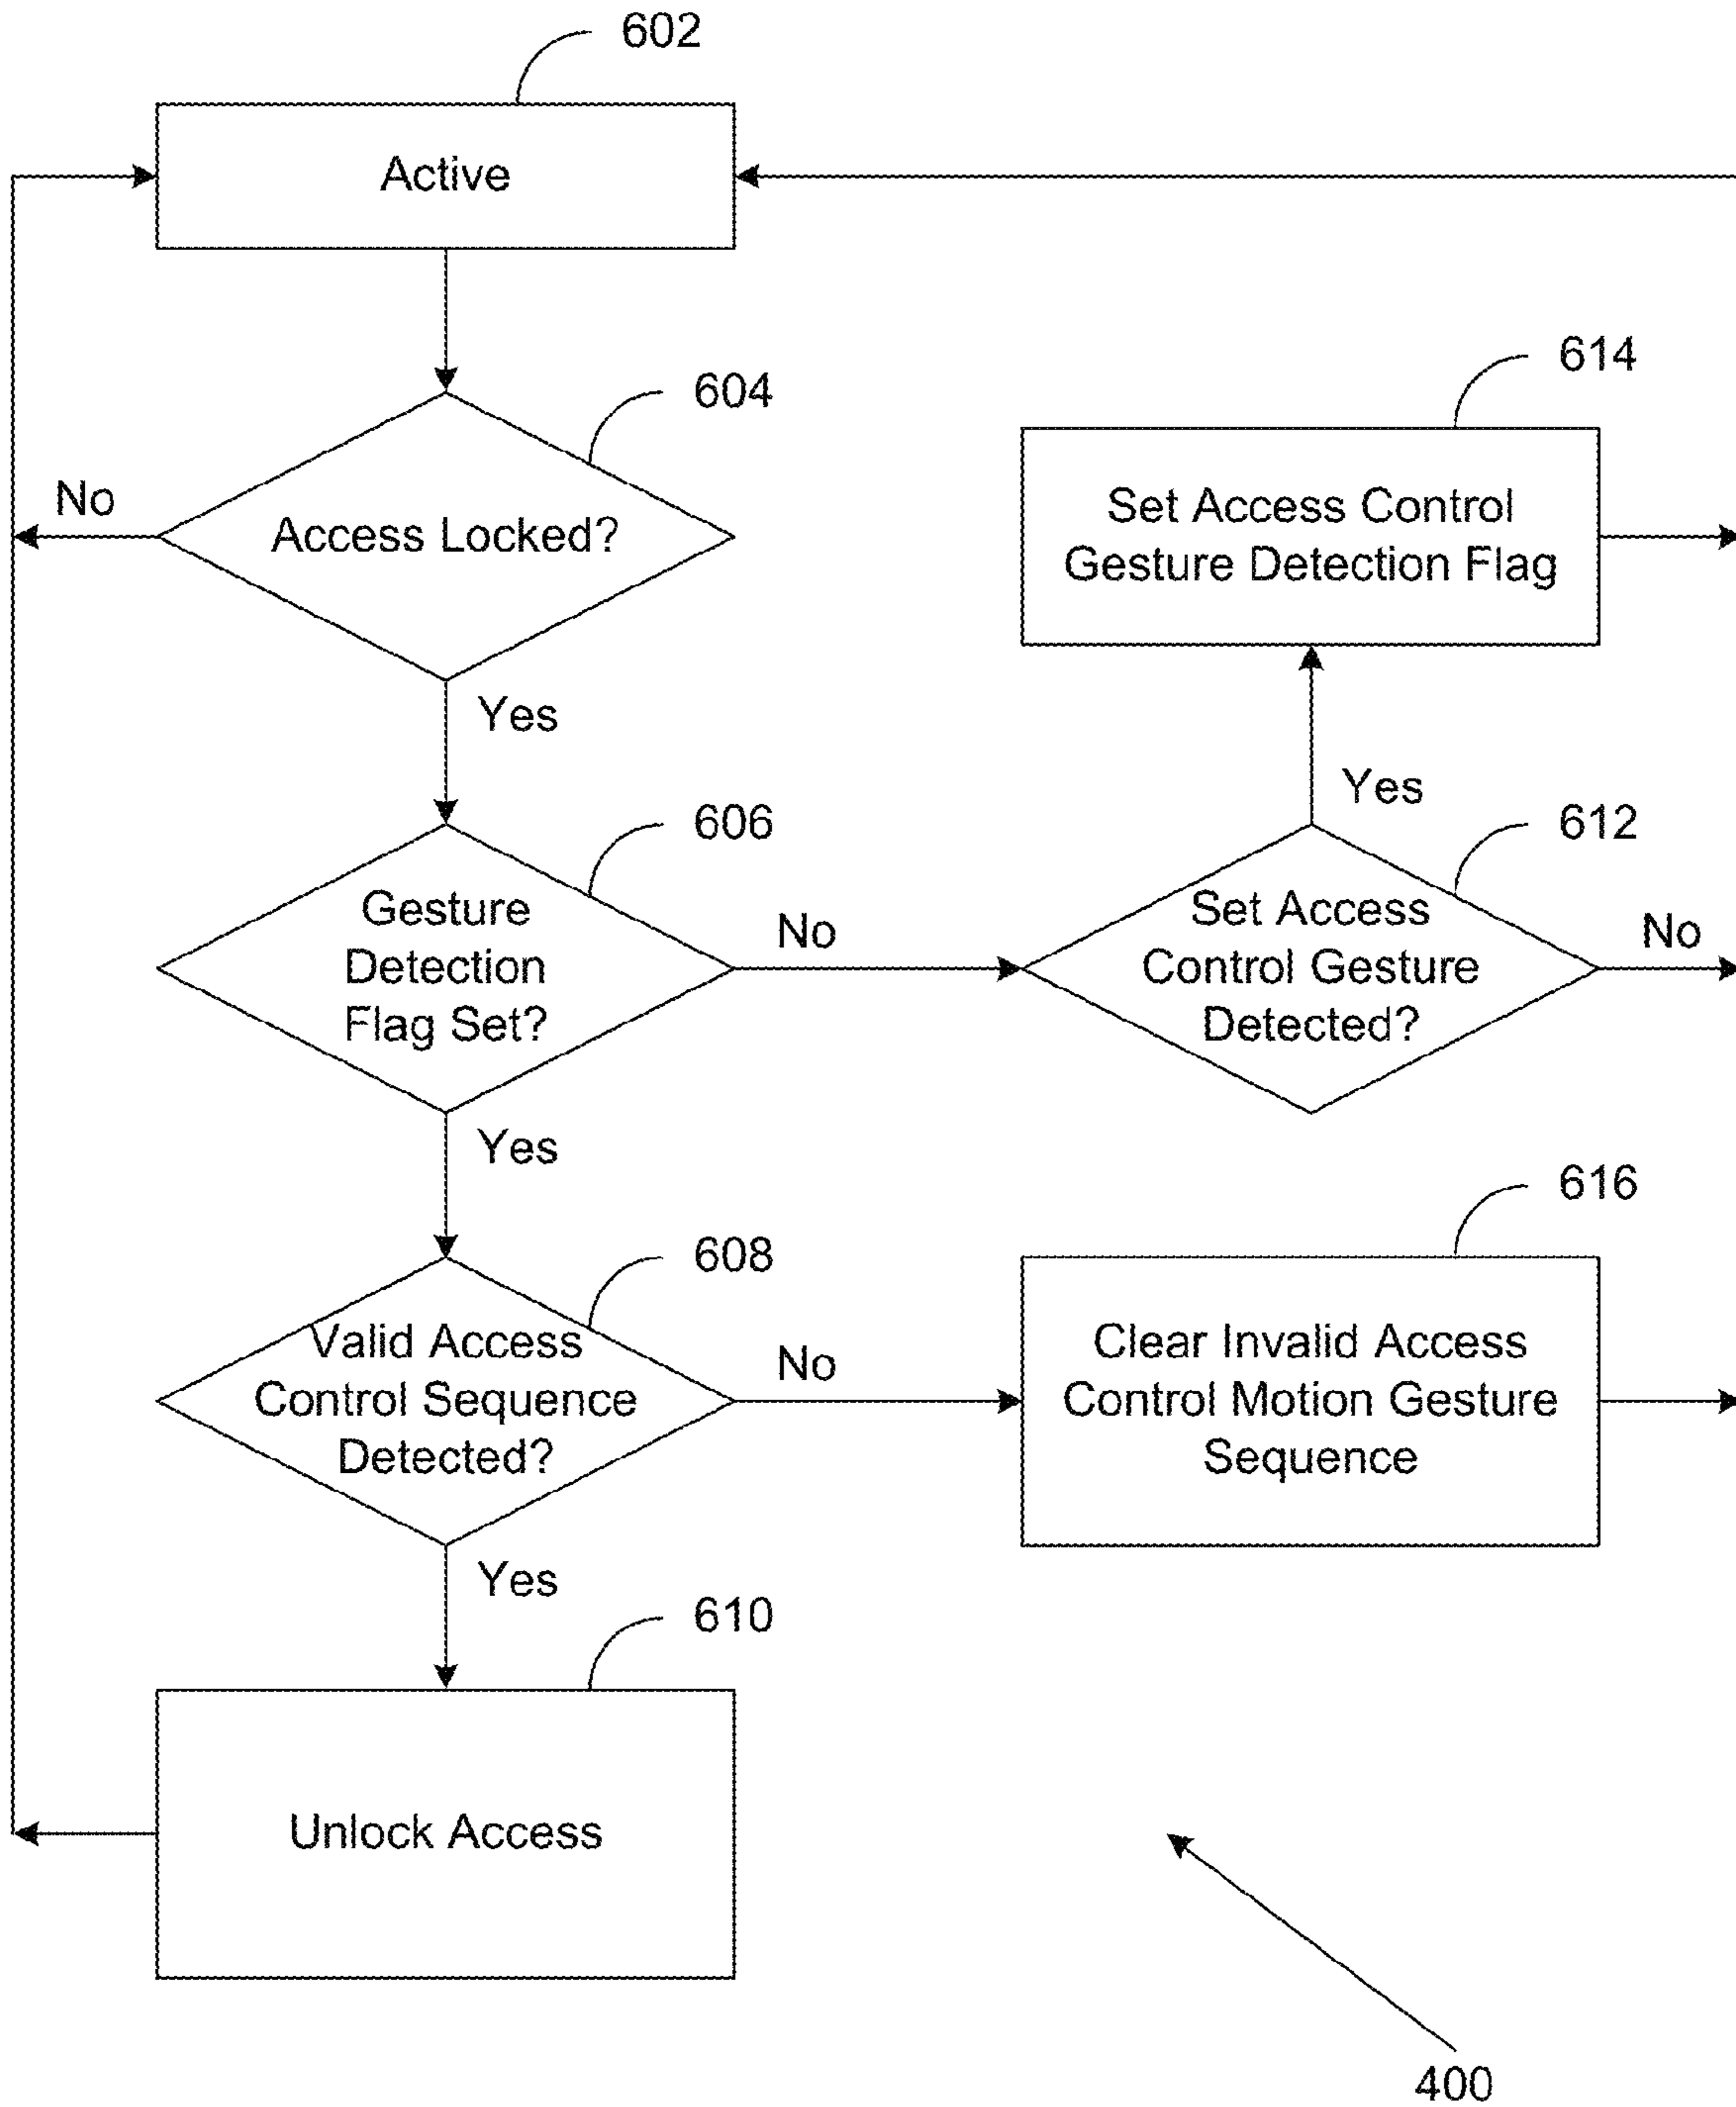 602
Active
604
614
No
Access Locked?
Set Access Control
Gesture Detection Flag
Yes
606
Yes
612
Gesture
Detection
Flag Set?
No
Set Access
Control Gesture
Detected?
No
Yes
608
616
Valid Access
Control Sequence
Detected?
No
Clear Invalid Access
Control Motion Gesture
Sequence
Yes
610
Unlock Access
400